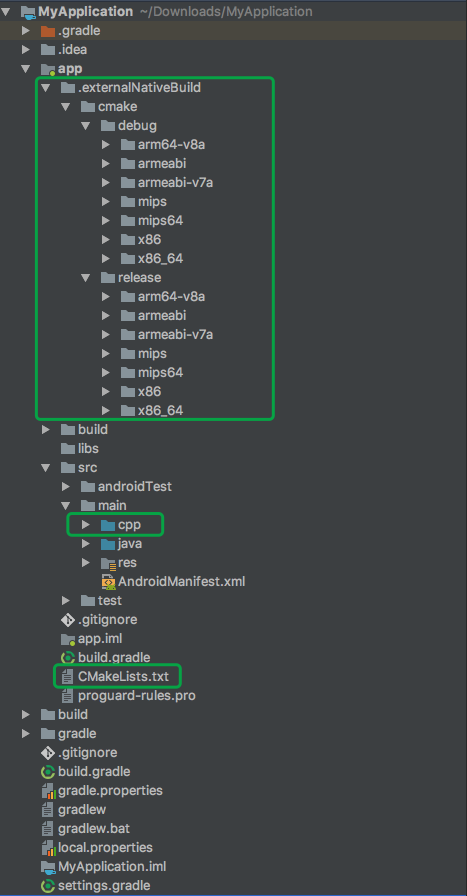 MyApplication ~/Downloads/MyApplication
.gradle
.idea
app
.externalNativeBuild
cmake
debug
arm64-v8a
armeabi
armeabi-v7a
mips
mips64
x86
x86_64
release
arm64-v8a
armeabi
armeabi-v7a
mips
mips64
x86
x86_64
build
libs
src
androidTest
main
cpp
java
res
AndroidManifest.xml
test
.gitignore
app.iml
build.gradle
CMakeLists.txt
proguard-rules.pro
build
gradle
.gitignore
build.gradle
gradle.properties
gradlew
gradlew.bat
local.properties
MyApplication.iml
settings.gradle